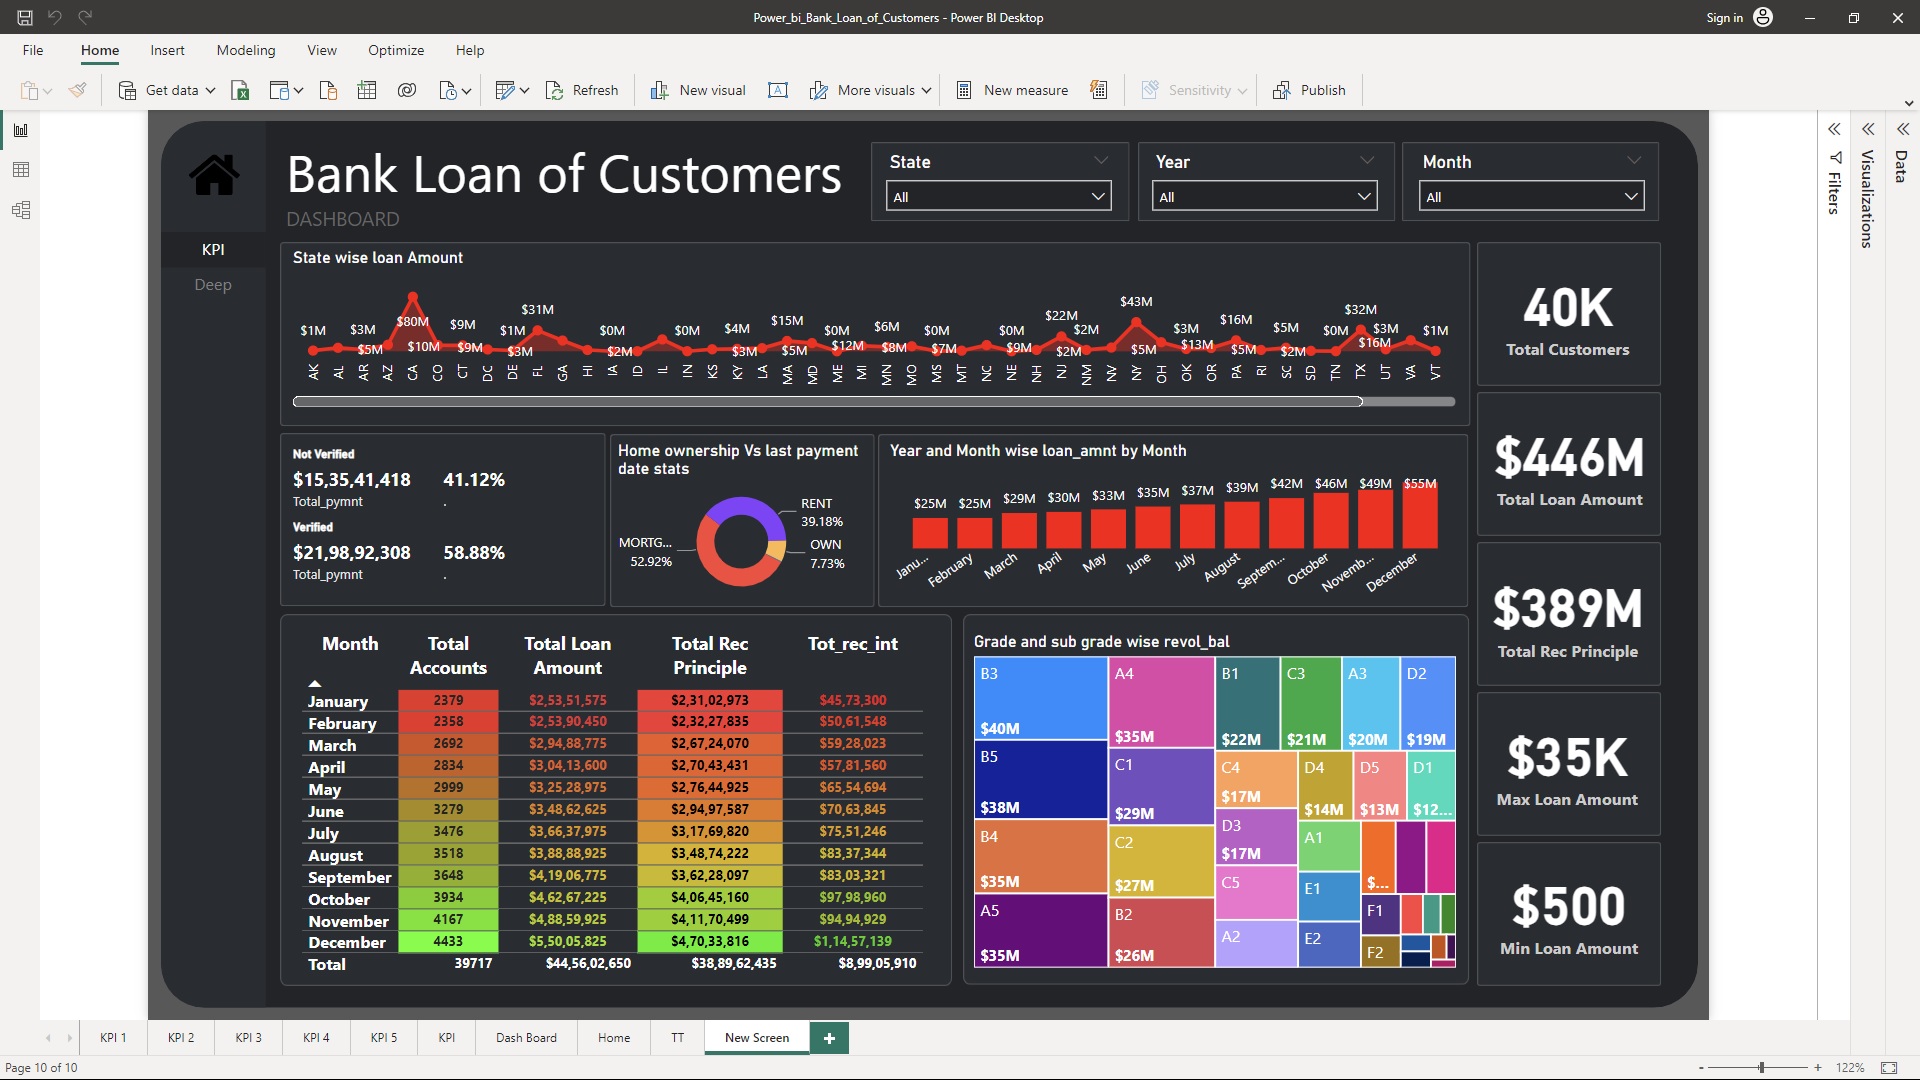 Power_bi_Bank_Loan_of_Customers - Power BI Desktop
Sign in
File Home Insert Modeling View Optimize Help
Get data Refresh New visual More visuals New measure Sensitivity Publish
Bank Loan of Customers
DASHBOARD
KPI
Deep
State
All
Year
All
Month
All
Filters
Visualizations
Data
State wise loan Amount
$1M $3M $5M $80M $10M $9M $9M $1M $3M $31M $0M $2M $0M $4M $3M $15M $5M $0M $12M $6M $8M $0M $7M $0M $9M $22M $2M $2M $43M $5M $3M $13M $16M $5M $5M $2M $0M $32M $16M $3M $1M
AK AL AR AZ CA CO CT DC DE FL GA HI IA ID IL IN KS KY LA MA MD ME MI MN MO MS MT NC NE NH NJ NM NV NY OH OK OR PA RI SC SD TN TX UT VA VT
40K
Total Customers
$446M
Total Loan Amount
$389M
Total Rec Principle
$35K
Max Loan Amount
$500
Min Loan Amount
Not Verified
$15,35,41,418 41.12%
Total_pymnt .
Verified
$21,98,92,308 58.88%
Total_pymnt .
Home ownership Vs last payment
date stats
RENT
39.18%
MORTG...
52.92%
OWN
7.73%
Year and Month wise loan_amnt by Month
$25M $25M $29M $30M $33M $35M $37M $39M $42M $46M $49M $55M
Janu... February March April May June July August Septem... October Novemb... December
Month Total Accounts Total Loan Amount Total Rec Principle Tot_rec_int
January 2379 $2,53,51,575 $2,31,02,973 $45,73,300
February 2358 $2,53,90,450 $2,32,27,835 $50,61,548
March 2692 $2,94,88,775 $2,67,24,070 $59,28,023
April 2834 $3,04,13,600 $2,70,43,431 $57,81,560
May 2999 $3,25,28,975 $2,76,44,925 $65,54,694
June 3279 $3,48,62,625 $2,94,97,587 $70,63,845
July 3476 $3,66,37,975 $3,17,69,820 $75,51,246
August 3518 $3,88,88,925 $3,48,74,222 $83,37,344
September 3648 $4,19,06,775 $3,62,28,097 $83,03,321
October 3934 $4,62,67,225 $4,06,45,160 $97,98,960
November 4167 $4,88,59,925 $4,11,70,499 $94,94,929
December 4433 $5,50,05,825 $4,70,33,816 $1,14,57,139
Total 39717 $44,56,02,650 $38,89,62,435 $8,99,05,910
Grade and sub grade wise revol_bal
B3
$40M
B5
$38M
B4
$35M
A5
$35M
A4
$35M
C1
$29M
C2
$27M
B2
$26M
B1
$22M
C3
$21M
A3
$20M
D2
$19M
C4
$17M
D3
$17M
C5
A2
D4
$14M
D5
$13M
D1
$12...
A1
E1
E2
$...
F1
F2
KPI 1 KPI 2 KPI 3 KPI 4 KPI 5 KPI Dash Board Home TT New Screen +
Page 10 of 10
- + 122%